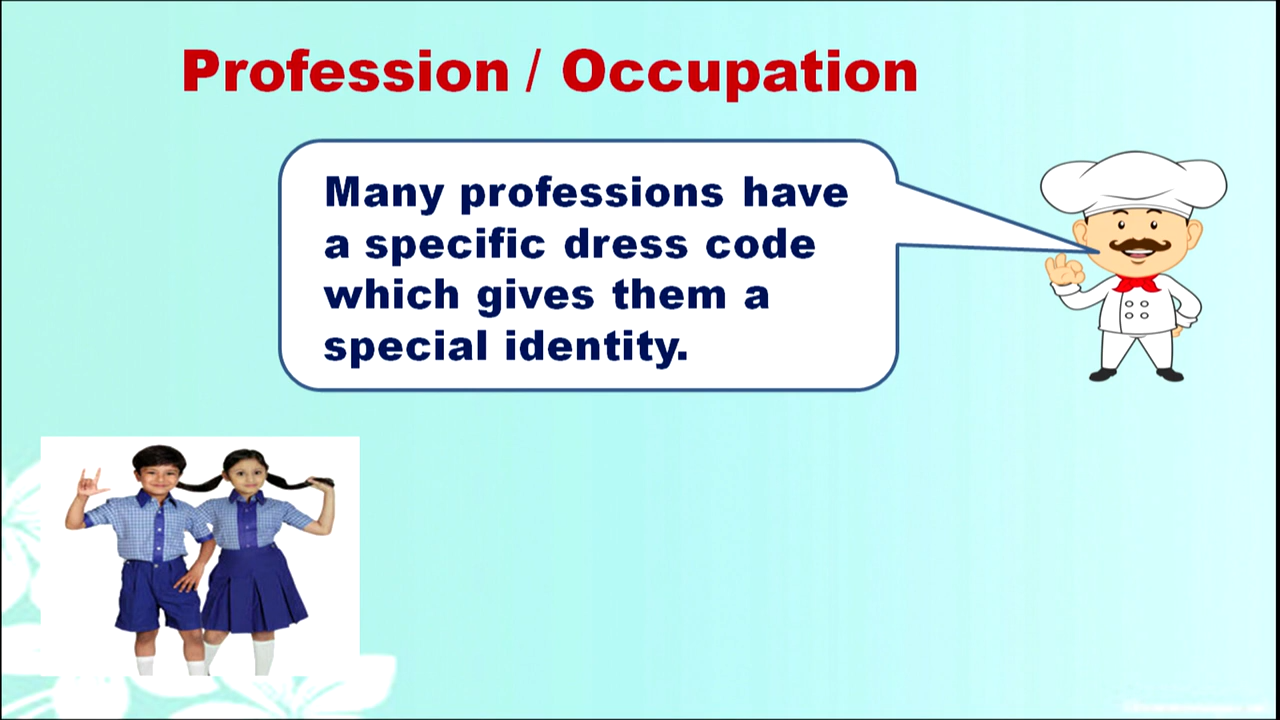 Profession / Occupation
Many professions have
a specific dress code
which gives them a
special identity.